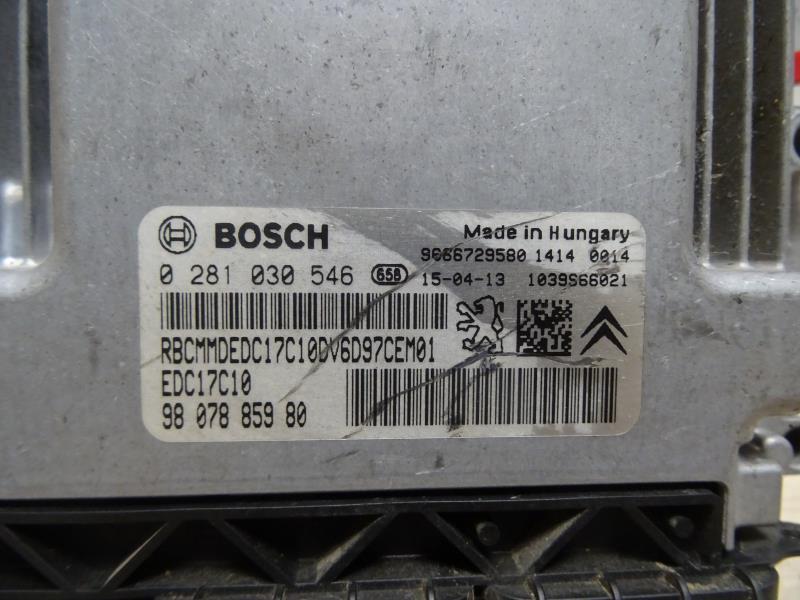 BOSCH
Made in Hungary
9666729580 1414 0014
0 281 030 546 658
15-04-13 1039S66021
RBCMMDEDC17C10DV6D97CEM01
EDC17C10
98 078 859 80